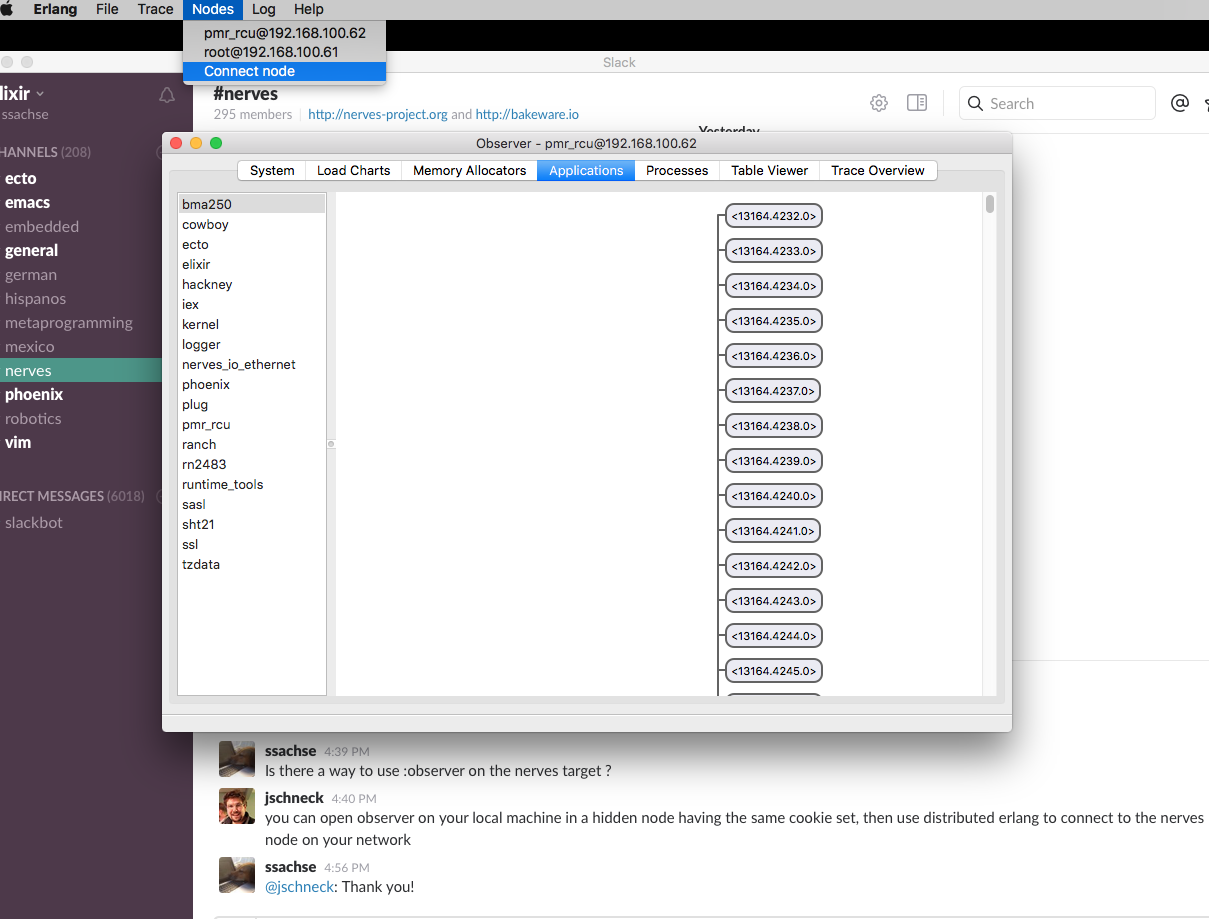 Erlang File Trace Nodes Log Help
pmr_rcu@192.168.100.62
root@192.168.100.61
Connect node
Slack
lixir
ssachse
HANNELS (208)
ecto
emacs
embedded
general
german
hispanos
metaprogramming
mexico
nerves
phoenix
robotics
vim
IRECT MESSAGES (6018)
slackbot
#nerves
295 members | http://nerves-project.org and http://bakeware.io
Search
Yesterday
Observer - pmr_rcu@192.168.100.62
System Load Charts Memory Allocators Applications Processes Table Viewer Trace Overview
bma250
cowboy
ecto
elixir
hackney
iex
kernel
logger
nerves_io_ethernet
phoenix
plug
pmr_rcu
ranch
rn2483
runtime_tools
sasl
sht21
ssl
tzdata
<13164.4232.0>
<13164.4233.0>
<13164.4234.0>
<13164.4235.0>
<13164.4236.0>
<13164.4237.0>
<13164.4238.0>
<13164.4239.0>
<13164.4240.0>
<13164.4241.0>
<13164.4242.0>
<13164.4243.0>
<13164.4244.0>
<13164.4245.0>
ssachse 4:39 PM
Is there a way to use :observer on the nerves target ?
jschneck 4:40 PM
you can open observer on your local machine in a hidden node having the same cookie set, then use distributed erlang to connect to the nerves
node on your network
ssachse 4:56 PM
@jschneck: Thank you!